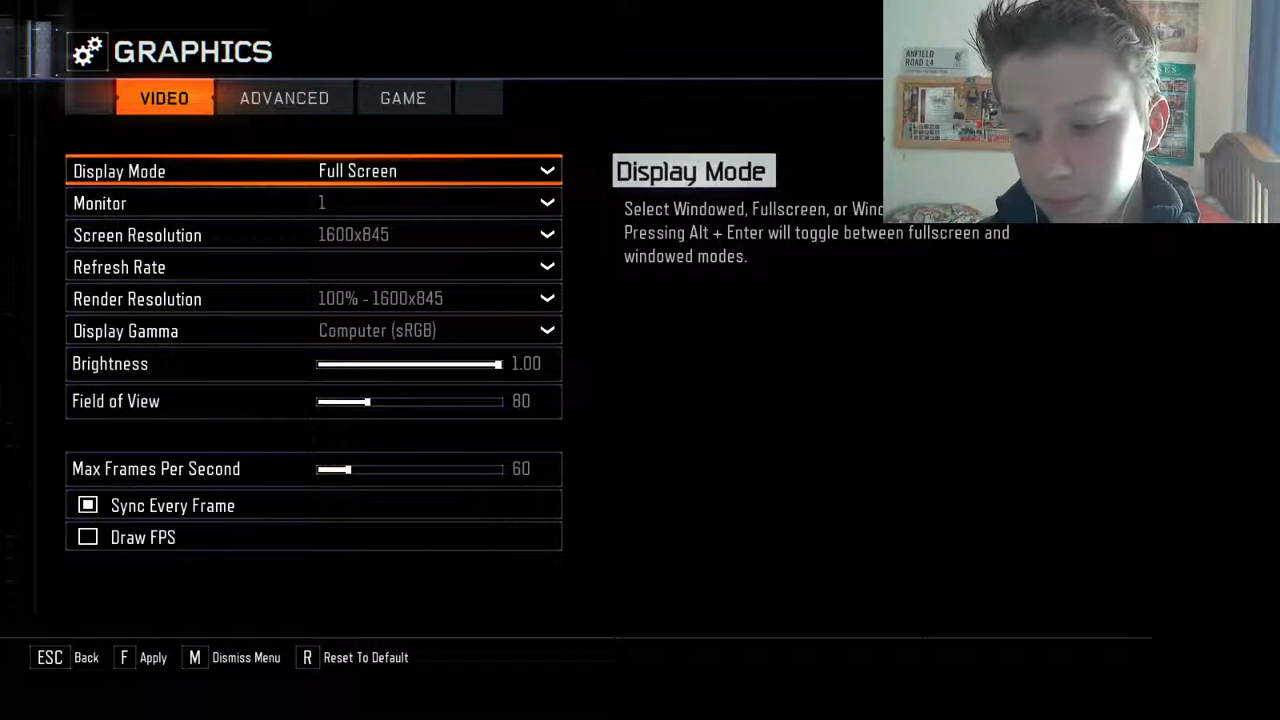 GRAPHICS
VIDEO ADVANCED GAME
Display Mode Full Screen
Monitor 1
Screen Resolution 1600x845
Refresh Rate
Render Resolution 100% - 1600x845
Display Gamma Computer (sRGB)
Brightness 1.00
Field of View 80
Max Frames Per Second 60
Sync Every Frame
Draw FPS
Display Mode
Select Windowed, Fullscreen, or
Pressing Alt + Enter will toggle between fullscreen and
windowed modes.
ANFIELD
ROAD L4
ESC Back F Apply M Dismiss Menu R Reset To Default